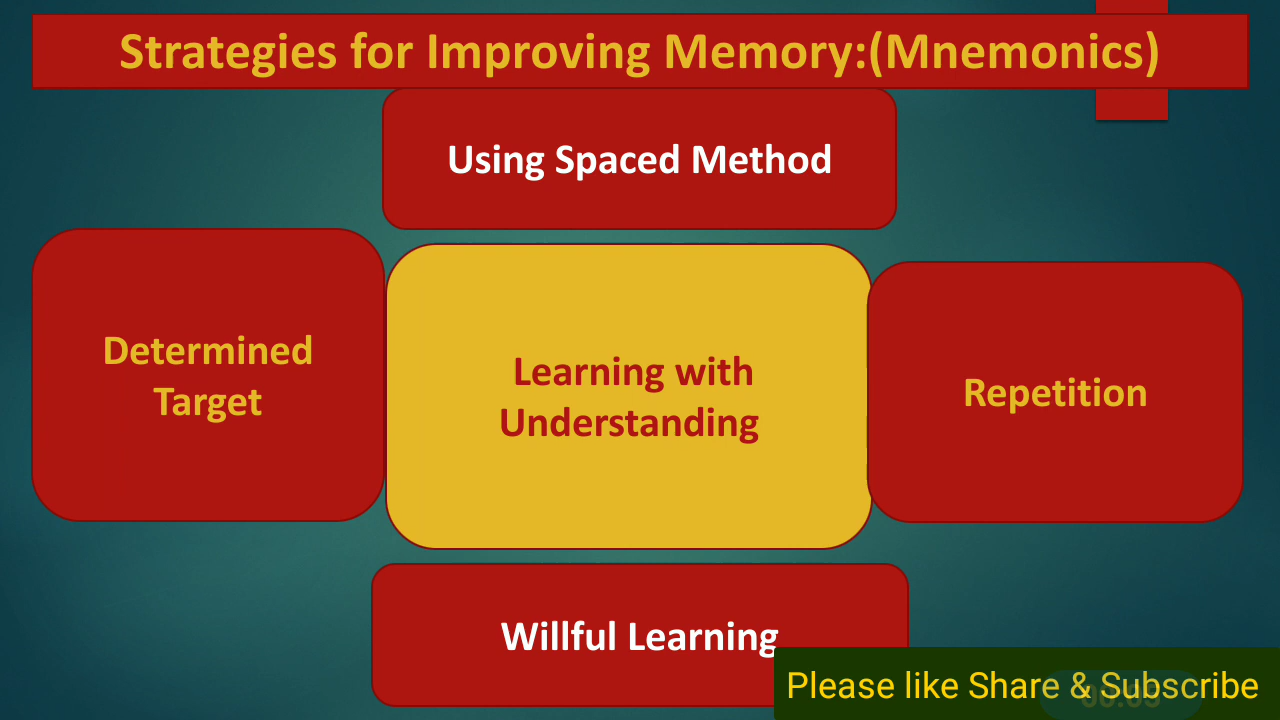 Strategies for Improving Memory:(Mnemonics)
Using Spaced Method
Determined
Target
Learning with
Understanding
Repetition
Willful Learning
Please like Share & Subscribe